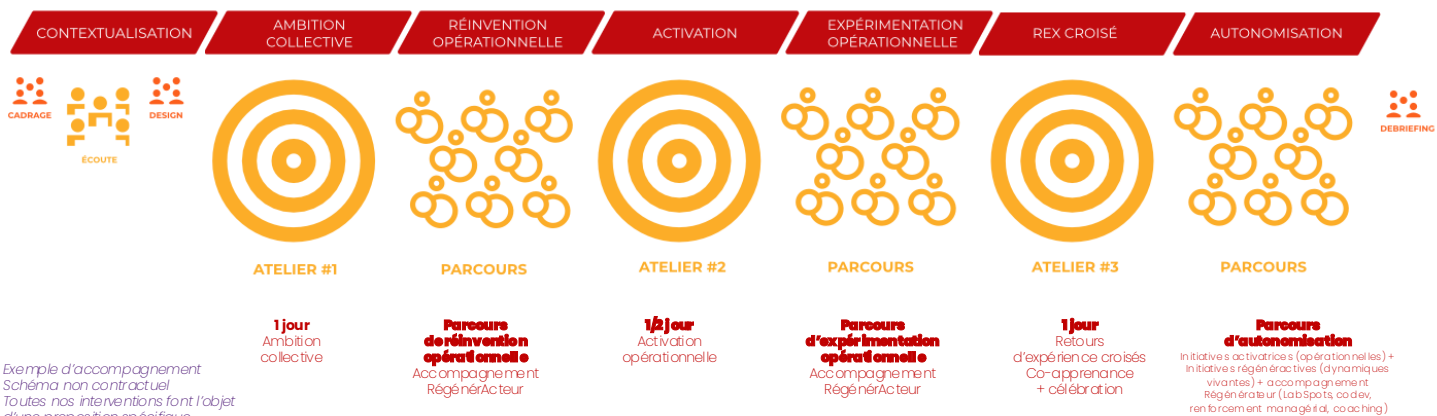 CONTEXTUALISATION
AMBITION
COLLECTIVE
RÉINVENTION
OPÉRATIONNELLE
ACTIVATION
EXPÉRIMENTATION
OPÉRATIONNELLE
REX CROISÉ
AUTONOMISATION
CADRAGE
DESIGN
ÉCOUTE
DEBRIEFING
ATELIER #1
PARCOURS
ATELIER #2
PARCOURS
ATELIER #3
PARCOURS
1 jour
Ambition
collective
Parcours
de réinvention
opérationnelle
Accompagnement
RégénérActeur
1/2 jour
Activation
opérationnelle
Parcours
d'expérimentation
opérationnelle
Accompagnement
RégénérActeur
1 jour
Retours
d'expérience croisés
Co-apprenance
+ célébration
Parcours
d'autonomisation
Initiatives activatrices (opérationnelles) +
Initiatives régénéractives (dynamiques
vivantes) + accompagnement
Régénérateur (LabSpots, codev,
renforcement managérial, coaching)
Exemple d'accompagnement
Schéma non contractuel
Toutes nos interventions font l'objet
d'une proposition spécifique